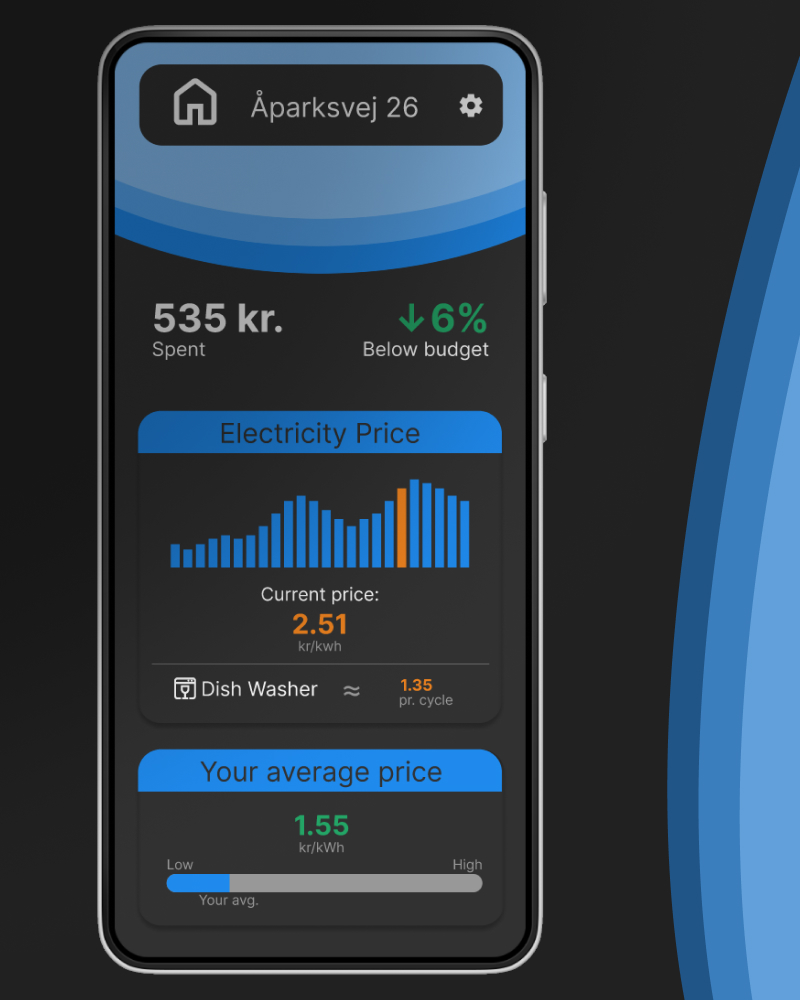 Åparksvej 26
535 kr.
Spent
↓6%
Below budget
Electricity Price
Current price:
2.51
kr/kwh
Dish Washer ≈ 1.35
pr. cycle
Your average price
1.55
kr/kWh
Low High
Your avg.